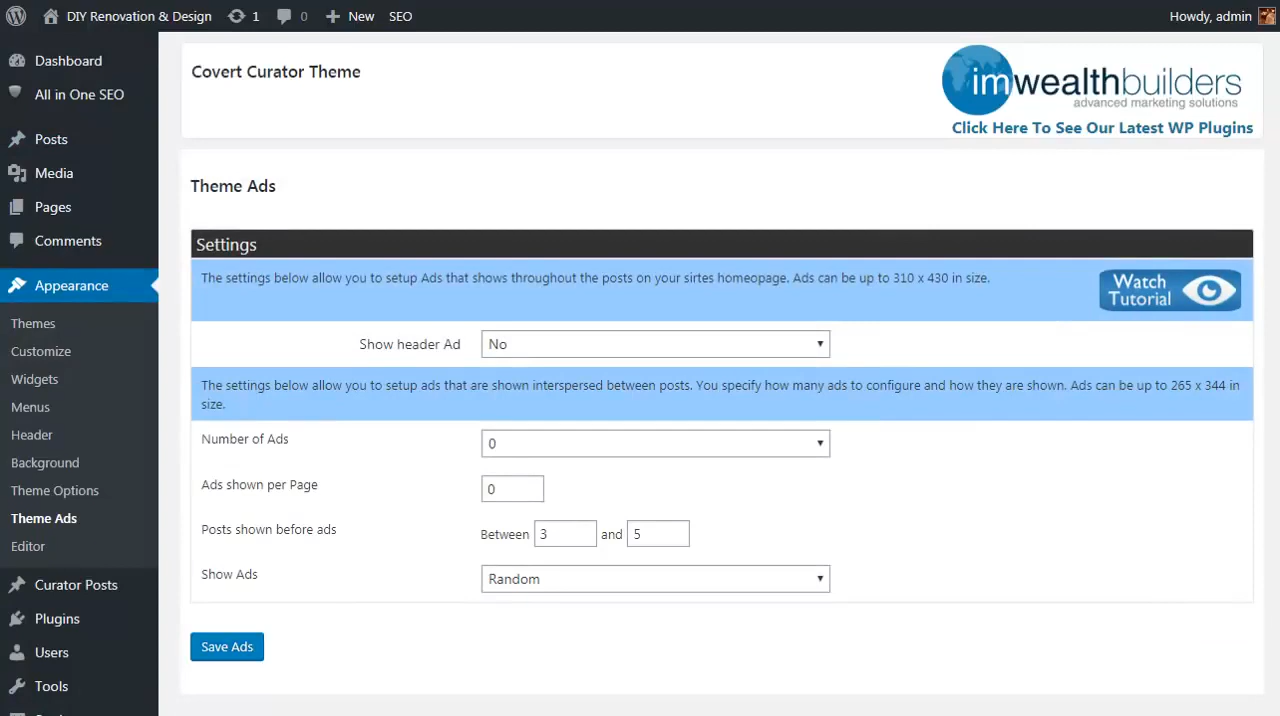 DIY Renovation & Design 1 0 New SEO Howdy, admin
Dashboard
All in One SEO
Posts
Media
Pages
Comments
Appearance
Themes
Customize
Widgets
Menus
Header
Background
Theme Options
Theme Ads
Editor
Curator Posts
Plugins
Users
Tools
Covert Curator Theme
imwealthbuilders
advanced marketing solutions
Click Here To See Our Latest WP Plugins
Theme Ads
Settings
The settings below allow you to setup Ads that shows throughout the posts on your sirtes homeopage. Ads can be up to 310 x 430 in size.
Watch
Tutorial
Show header Ad No
The settings below allow you to setup ads that are shown interspersed between posts. You specify how many ads to configure and how they are shown. Ads can be up to 265 x 344 in
size.
Number of Ads 0
Ads shown per Page 0
Posts shown before ads Between 3 and 5
Show Ads Random
Save Ads